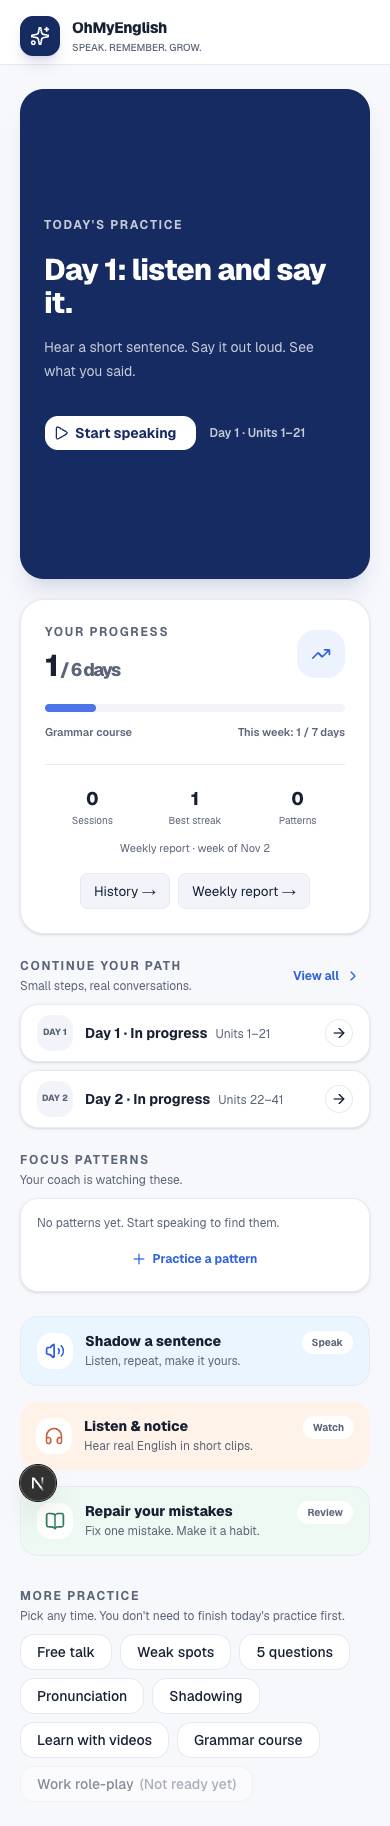 OhMyEnglish
SPEAK. REMEMBER. GROW.
TODAY'S PRACTICE
Day 1: listen and say
it.
Hear a short sentence. Say it out loud. See
what you said.
Start speaking
Day 1 · Units 1–21
YOUR PROGRESS
1 / 6 days
Grammar course
This week: 1 / 7 days
0
Sessions
1
Best streak
0
Patterns
Weekly report · week of Nov 2
History →
Weekly report →
CONTINUE YOUR PATH
Small steps, real conversations.
View all
DAY 1
Day 1 · In progress Units 1–21
DAY 2
Day 2 · In progress Units 22–41
FOCUS PATTERNS
Your coach is watching these.
No patterns yet. Start speaking to find them.
Practice a pattern
Shadow a sentence
Listen, repeat, make it yours.
Speak
Listen & notice
Hear real English in short clips.
Watch
N
Repair your mistakes
Fix one mistake. Make it a habit.
Review
MORE PRACTICE
Pick any time. You don't need to finish today's practice first.
Free talk
Weak spots
5 questions
Pronunciation
Shadowing
Learn with videos
Grammar course
Work role-play (Not ready yet)